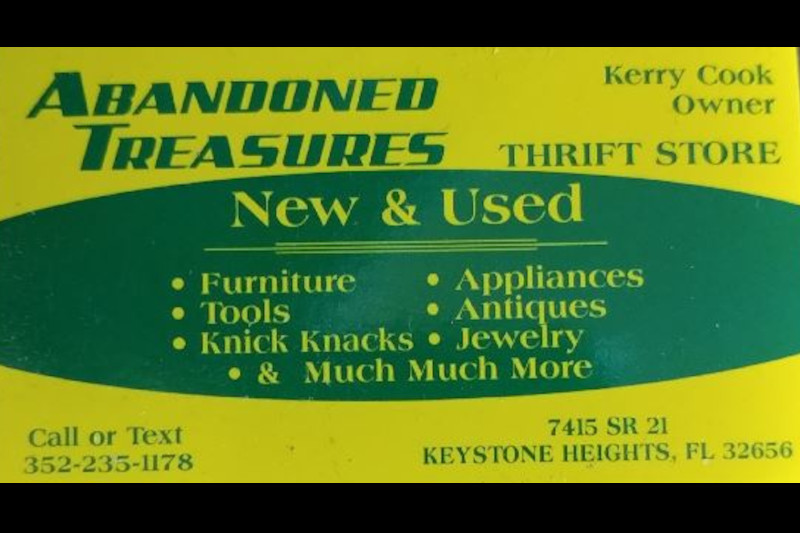 ABANDONED
TREASURES
Kerry Cook
Owner
THRIFT STORE
New & Used
• Furniture
• Tools
• Knick Knacks
• Appliances
• Antiques
• Jewelry
• & Much Much More
Call or Text
352-235-1178
7415 SR 21
KEYSTONE HEIGHTS, FL 32656